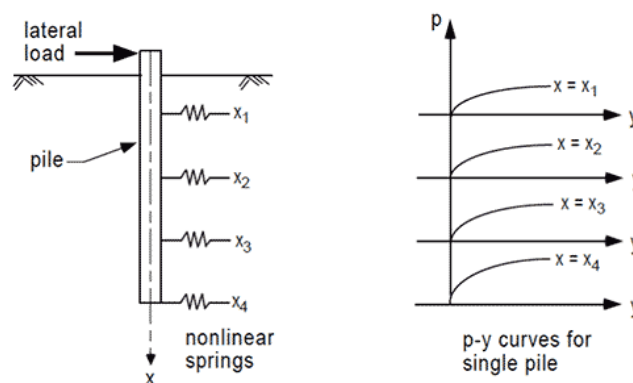 lateral
load
pile
x1
x2
x3
x4
nonlinear
springs
x
p
x = x1
y
x = x2
y
x = x3
y
x = x4
y
p-y curves for
single pile